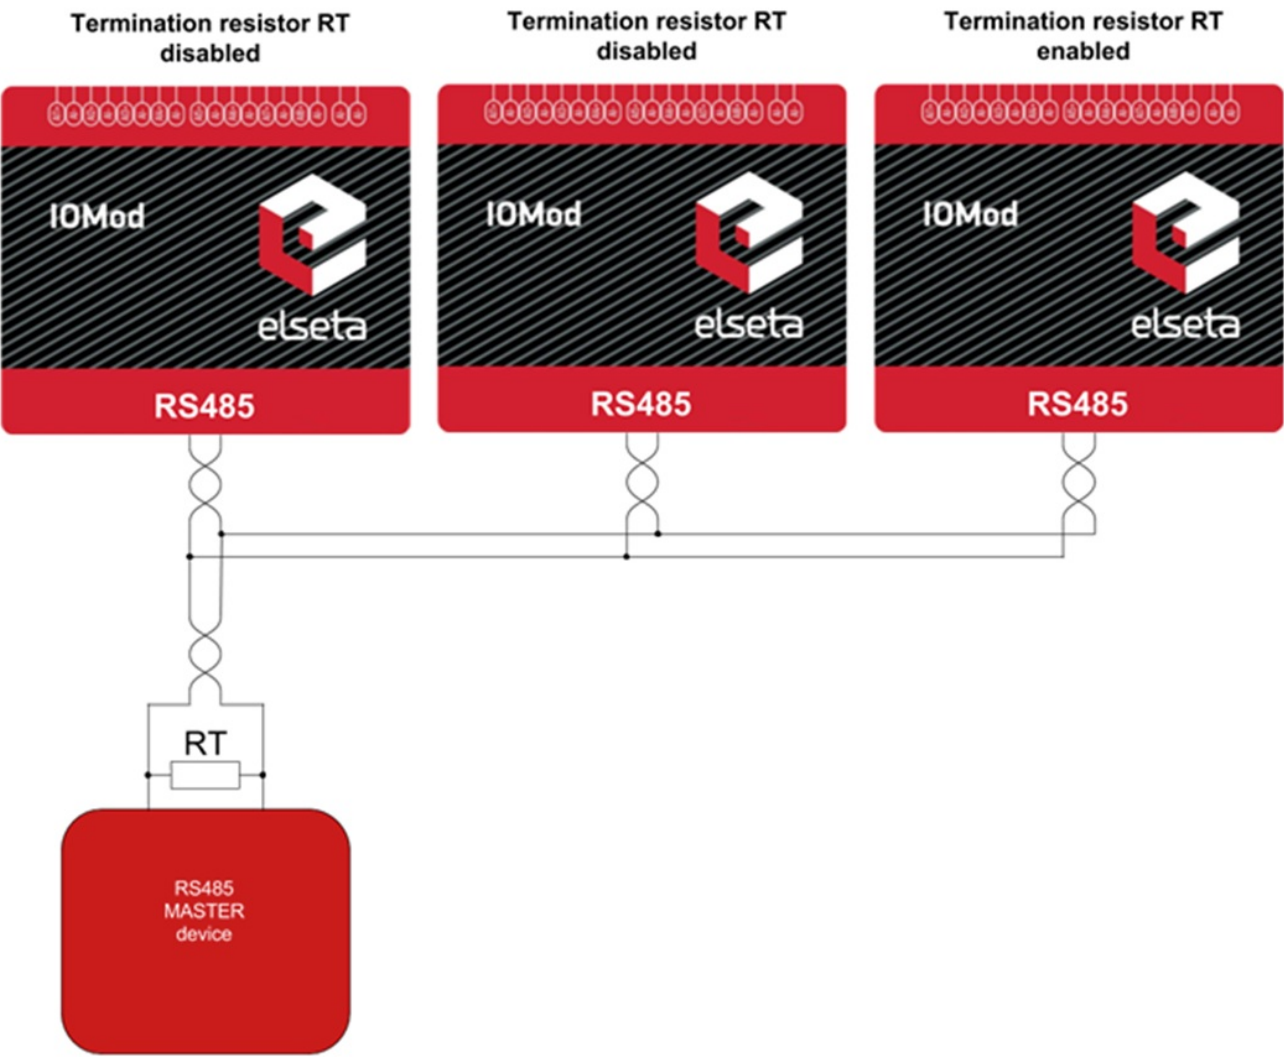 Termination resistor RT
disabled
Termination resistor RT
disabled
Termination resistor RT
enabled
IOMod
elseta
RS485
IOMod
elseta
RS485
IOMod
elseta
RS485
RT
RS485
MASTER
device